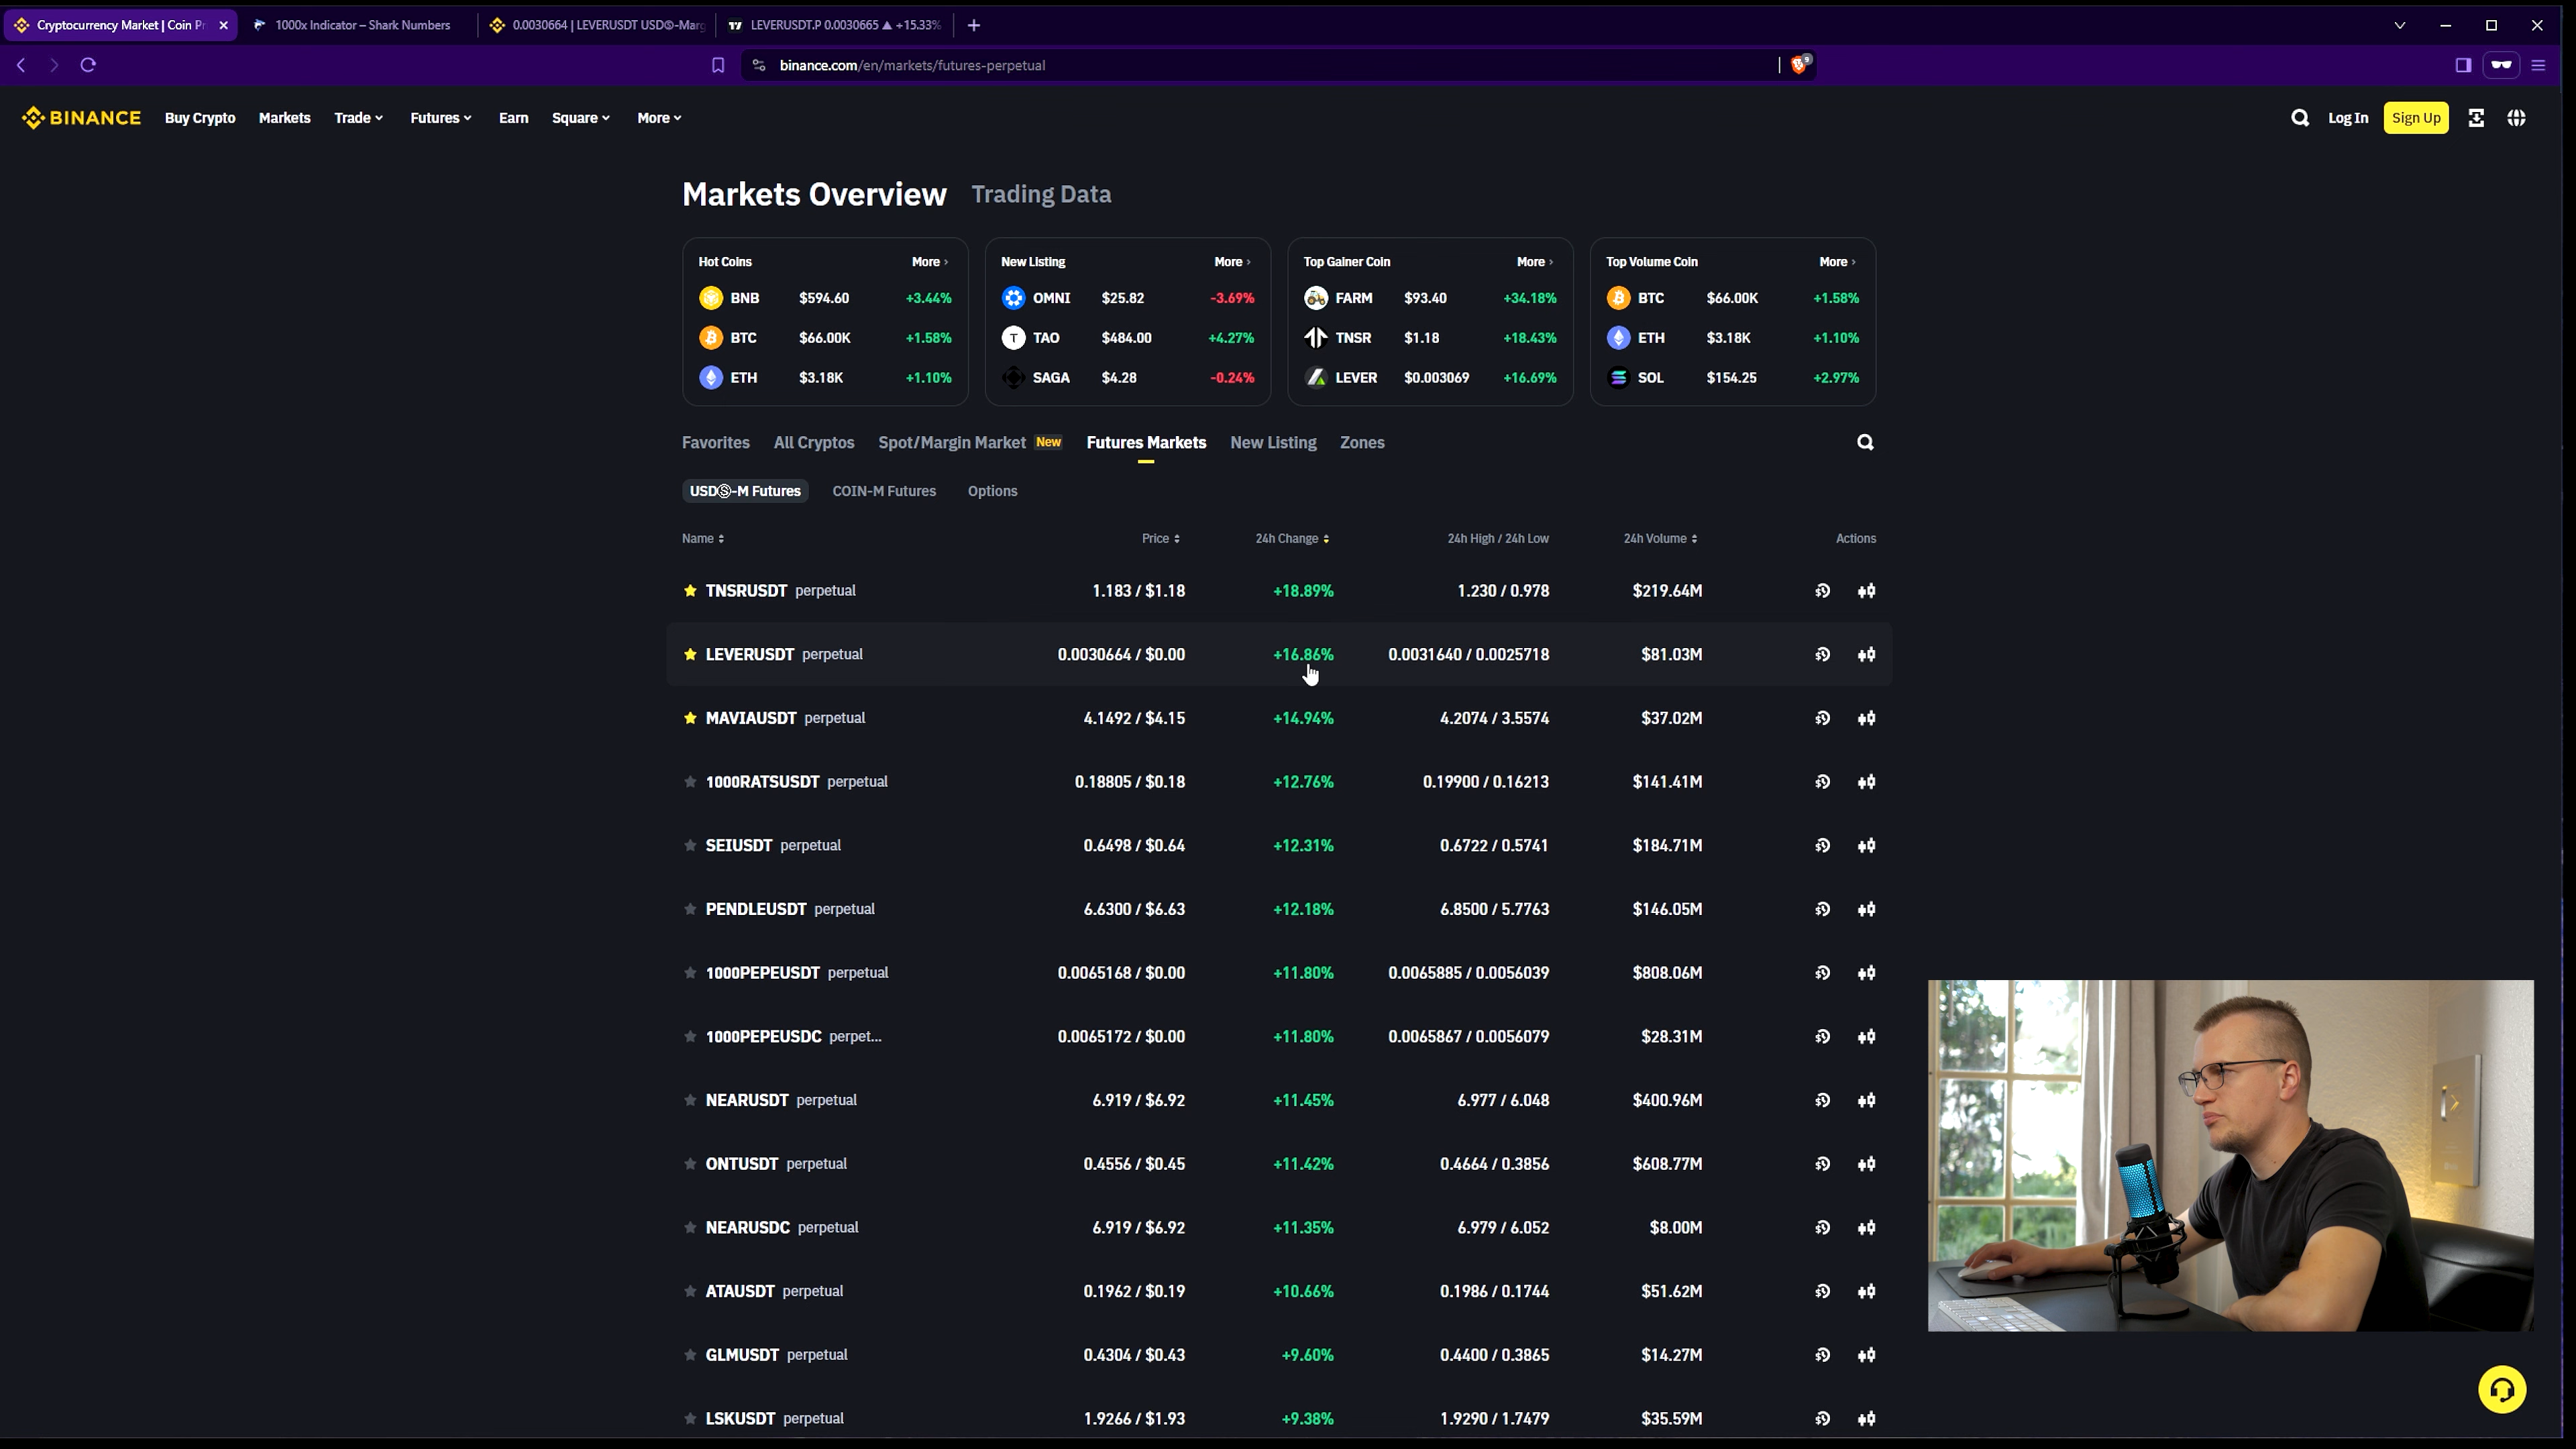 Cryptocurrency Market | Coin Pr
1000x Indicator – Shark Numbers
0.0030664 | LEVERUSDT USDⓈ-Marg
LEVERUSDT.P 0.0030665 ▲ +15.33%
binance.com/en/markets/futures-perpetual
9
BINANCE Buy Crypto Markets Trade Futures Earn Square More Log In Sign Up
Markets Overview Trading Data
Hot Coins More ›
BNB $594.60 +3.44%
BTC $66.00K +1.58%
ETH $3.18K +1.10%
New Listing More ›
OMNI $25.82 -3.69%
T TAO $484.00 +4.27%
SAGA $4.28 -0.24%
Top Gainer Coin More ›
FARM $93.40 +34.18%
TNSR $1.18 +18.43%
LEVER $0.003069 +16.69%
Top Volume Coin More ›
BTC $66.00K +1.58%
ETH $3.18K +1.10%
SOL $154.25 +2.97%
Favorites All Cryptos Spot/Margin Market New Futures Markets New Listing Zones
USDⓈ-M Futures COIN-M Futures Options
Name Price 24h Change 24h High / 24h Low 24h Volume Actions
TNSRUSDT perpetual 1.183 / $1.18 +18.89% 1.230 / 0.978 $219.64M
LEVERUSDT perpetual 0.0030664 / $0.00 +16.86% 0.0031640 / 0.0025718 $81.03M
MAVIAUSDT perpetual 4.1492 / $4.15 +14.94% 4.2074 / 3.5574 $37.02M
1000RATSUSDT perpetual 0.18805 / $0.18 +12.76% 0.19900 / 0.16213 $141.41M
SEIUSDT perpetual 0.6498 / $0.64 +12.31% 0.6722 / 0.5741 $184.71M
PENDLEUSDT perpetual 6.6300 / $6.63 +12.18% 6.8500 / 5.7763 $146.05M
1000PEPEUSDT perpetual 0.0065168 / $0.00 +11.80% 0.0065885 / 0.0056039 $808.06M
1000PEPEUSDC perpet... 0.0065172 / $0.00 +11.80% 0.0065867 / 0.0056079 $28.31M
NEARUSDT perpetual 6.919 / $6.92 +11.45% 6.977 / 6.048 $400.96M
ONTUSDT perpetual 0.4556 / $0.45 +11.42% 0.4664 / 0.3856 $608.77M
NEARUSDC perpetual 6.919 / $6.92 +11.35% 6.979 / 6.052 $8.00M
ATAUSDT perpetual 0.1962 / $0.19 +10.66% 0.1986 / 0.1744 $51.62M
GLMUSDT perpetual 0.4304 / $0.43 +9.60% 0.4400 / 0.3865 $14.27M
LSKUSDT perpetual 1.9266 / $1.93 +9.38% 1.9290 / 1.7479 $35.59M